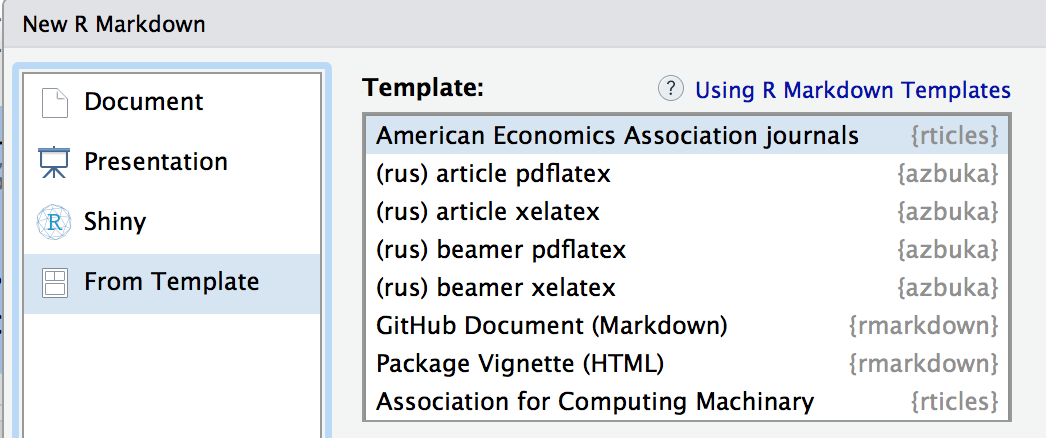 New R Markdown
Document
Presentation
R Shiny
From Template
Template: ? Using R Markdown Templates
American Economics Association journals {rticles}
(rus) article pdflatex {azbuka}
(rus) article xelatex {azbuka}
(rus) beamer pdflatex {azbuka}
(rus) beamer xelatex {azbuka}
GitHub Document (Markdown) {rmarkdown}
Package Vignette (HTML) {rmarkdown}
Association for Computing Machinary {rticles}